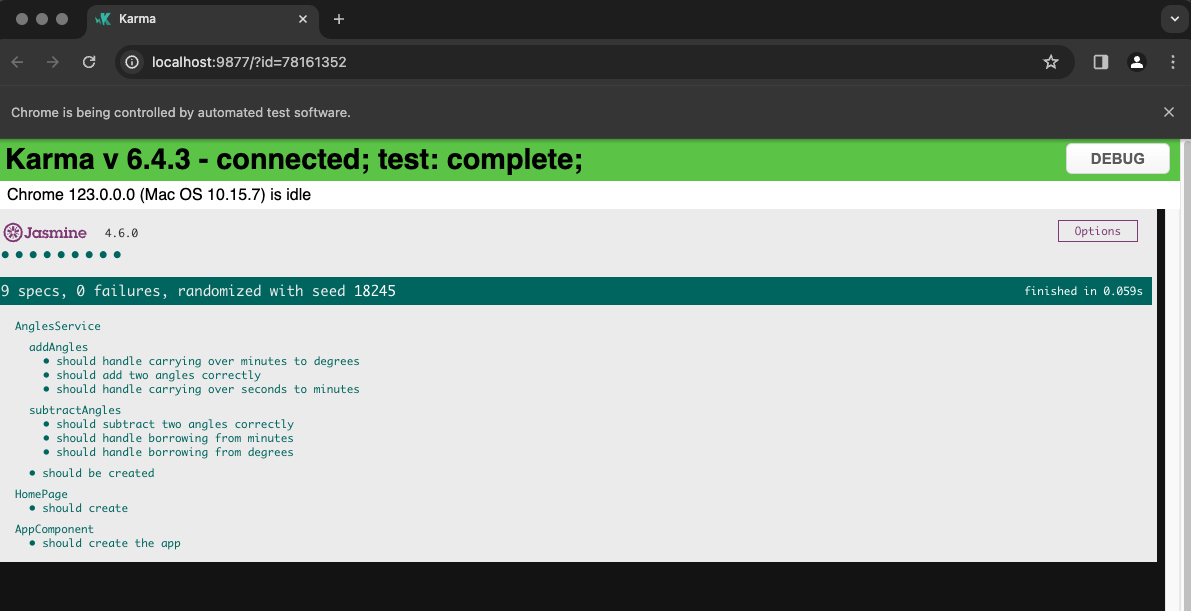 Karma
localhost:9877/?id=78161352
Chrome is being controlled by automated test software.
Karma v 6.4.3 - connected; test: complete;
DEBUG
Chrome 123.0.0.0 (Mac OS 10.15.7) is idle
Jasmine 4.6.0
Options
9 specs, 0 failures, randomized with seed 18245
finished in 0.059s
AnglesService
addAngles
• should handle carrying over minutes to degrees
• should add two angles correctly
• should handle carrying over seconds to minutes
subtractAngles
• should subtract two angles correctly
• should handle borrowing from minutes
• should handle borrowing from degrees
• should be created
HomePage
• should create
AppComponent
• should create the app